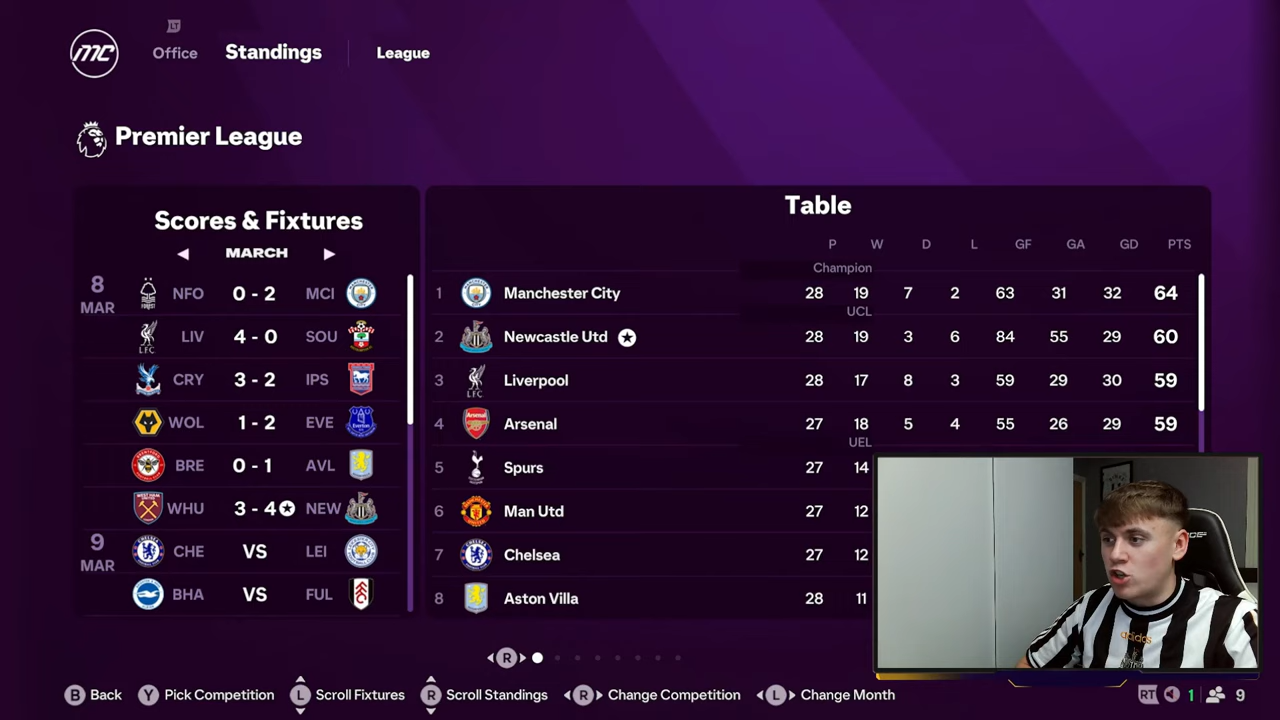 LT
MC Office Standings League
Premier League
Scores & Fixtures
MARCH
8 MAR
NFO 0 - 2 MCI
LIV 4 - 0 SOU
CRY 3 - 2 IPS
WOL 1 - 2 EVE
BRE 0 - 1 AVL
WHU 3 - 4 NEW
9 MAR
CHE VS LEI
BHA VS FUL
Table
P W D L GF GA GD PTS
Champion
1 Manchester City 28 19 7 2 63 31 32 64
UCL
2 Newcastle Utd 28 19 3 6 84 55 29 60
3 Liverpool 28 17 8 3 59 29 30 59
4 Arsenal 27 18 5 4 55 26 29 59
UEL
5 Spurs 27 14
6 Man Utd 27 12
7 Chelsea 27 12
8 Aston Villa 28 11
adidas
R
B Back Y Pick Competition L Scroll Fixtures R Scroll Standings R Change Competition L Change Month RT 1 9